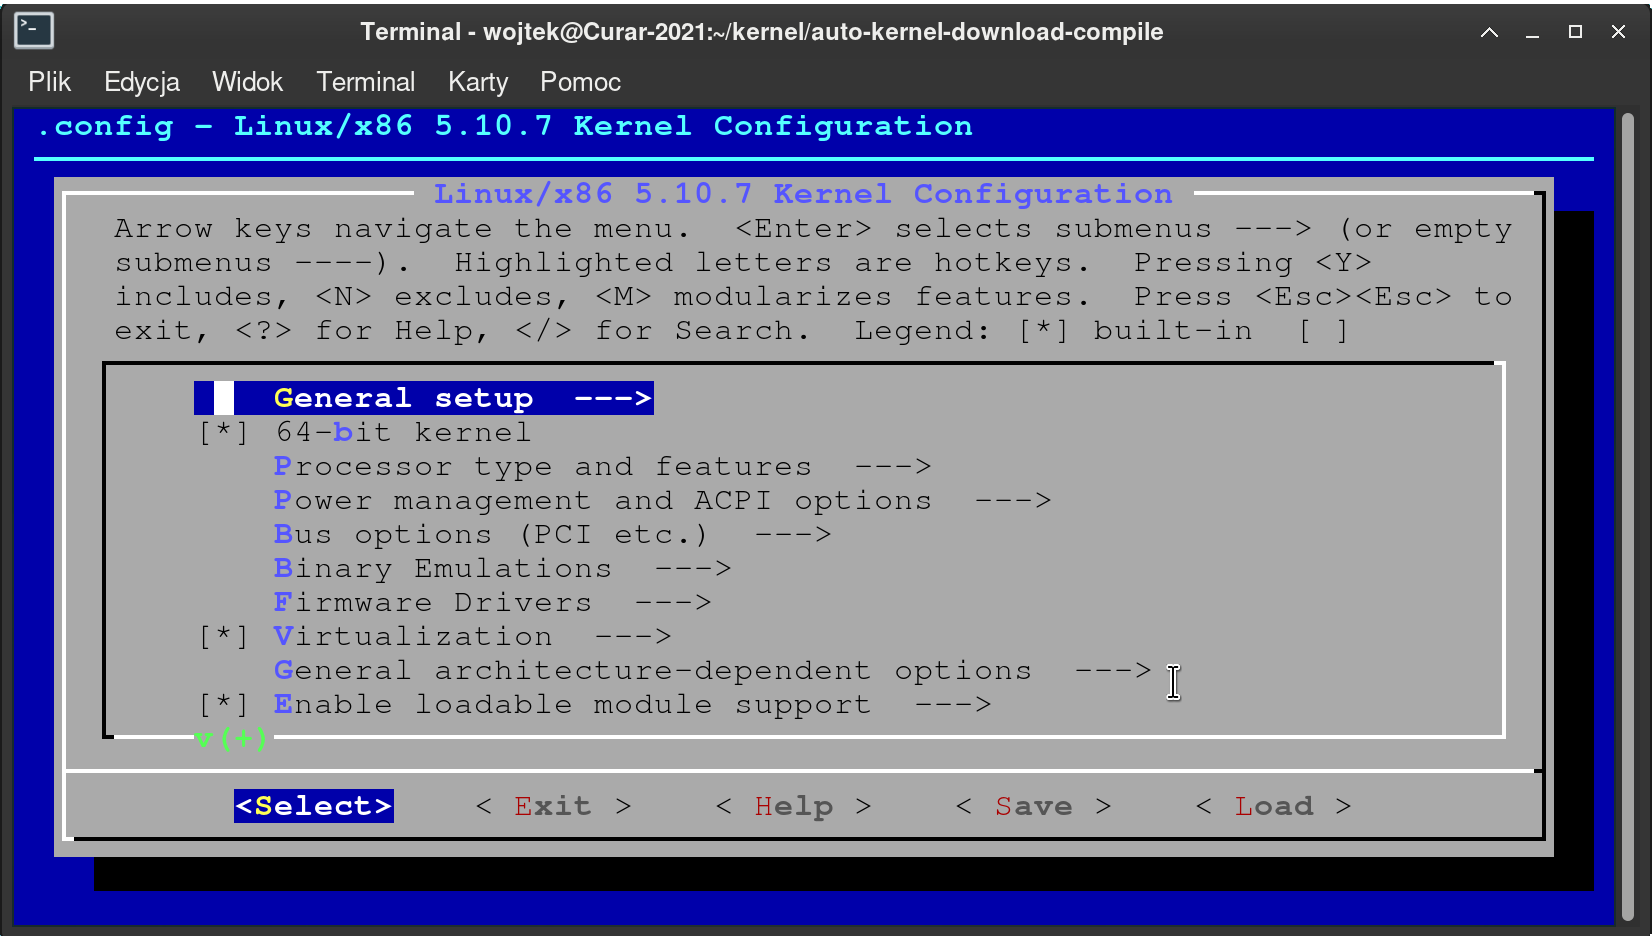 Terminal - wojtek@Curar-2021:~/kernel/auto-kernel-download-compile
Plik Edycja Widok Terminal Karty Pomoc
.config - Linux/x86 5.10.7 Kernel Configuration
Linux/x86 5.10.7 Kernel Configuration
Arrow keys navigate the menu.  <Enter> selects submenus ---> (or empty
submenus ----).  Highlighted letters are hotkeys.  Pressing <Y>
includes, <N> excludes, <M> modularizes features.  Press <Esc><Esc> to
exit, <?> for Help, </> for Search.  Legend: [*] built-in  [ ]
General setup  --->
[*] 64-bit kernel
Processor type and features  --->
Power management and ACPI options  --->
Bus options (PCI etc.)  --->
Binary Emulations  --->
Firmware Drivers  --->
[*] Virtualization  --->
General architecture-dependent options  --->
[*] Enable loadable module support  --->
v(+)
<Select>    < Exit >    < Help >    < Save >    < Load >